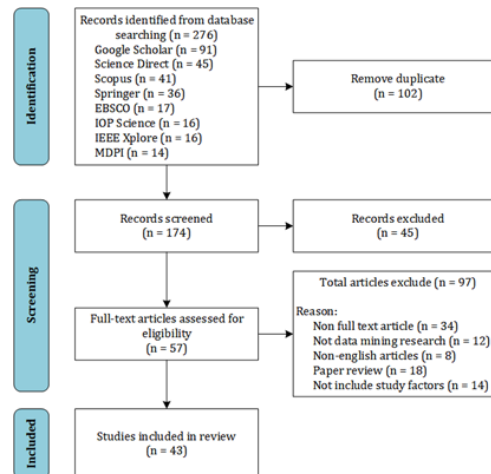 Identification
Records identified from database
searching (n = 276)
Google Scholar (n = 91)
Science Direct (n = 45)
Scopus (n = 41)
Springer (n = 36)
EBSCO (n = 17)
IOP Science (n = 16)
IEEE Xplore (n = 16)
MDPI (n = 14)
Remove duplicate
(n = 102)
Screening
Records screened
(n = 174)
Records excluded
(n = 45)
Full-text articles assessed for
eligibility
(n = 57)
Total articles exclude (n = 97)
Reason:
Non full text article (n = 34)
Not data mining research (n = 12)
Non-english articles (n = 8)
Paper review (n = 18)
Not include study factors (n = 14)
Included
Studies included in review
(n = 43)